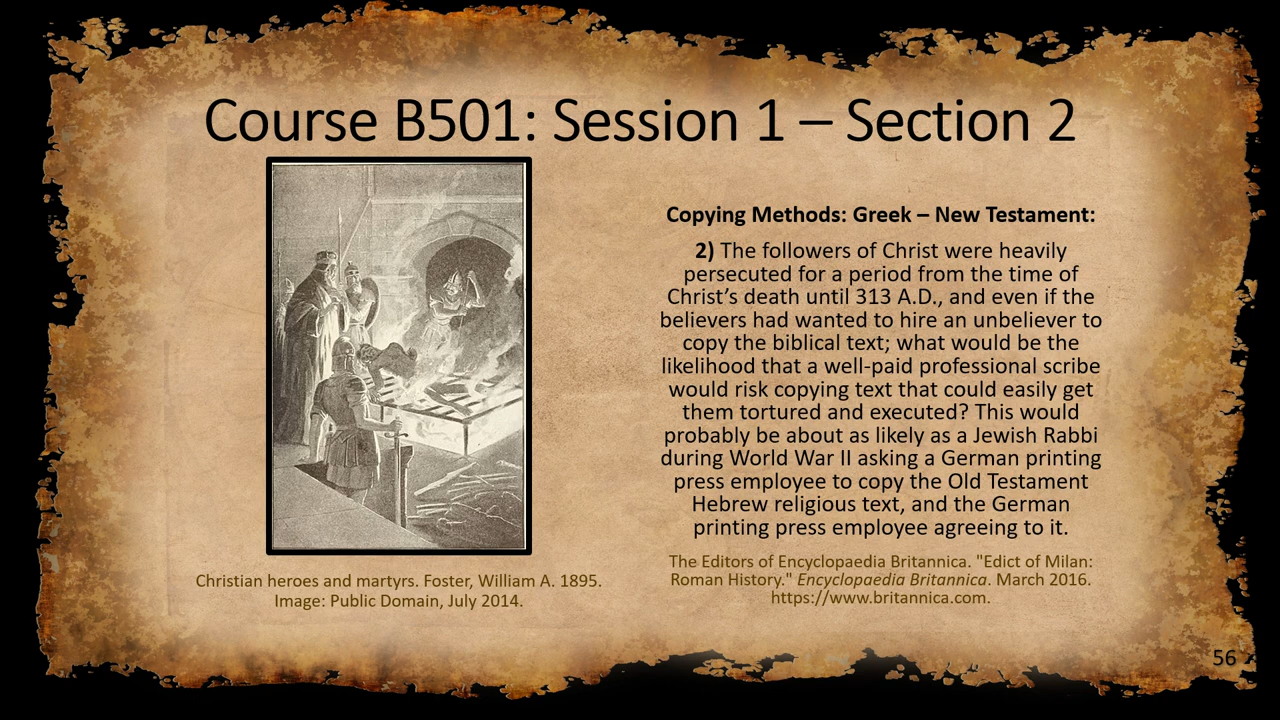 Course B501: Session 1 – Section 2
Copying Methods: Greek – New Testament:
2) The followers of Christ were heavily
persecuted for a period from the time of
Christ’s death until 313 A.D., and even if the
believers had wanted to hire an unbeliever to
copy the biblical text; what would be the
likelihood that a well-paid professional scribe
would risk copying text that could easily get
them tortured and executed? This would
probably be about as likely as a Jewish Rabbi
during World War II asking a German printing
press employee to copy the Old Testament
Hebrew religious text, and the German
printing press employee agreeing to it.
The Editors of Encyclopaedia Britannica. "Edict of Milan:
Roman History." Encyclopaedia Britannica. March 2016.
https://www.britannica.com.
Christian heroes and martyrs. Foster, William A. 1895.
Image: Public Domain, July 2014.
56